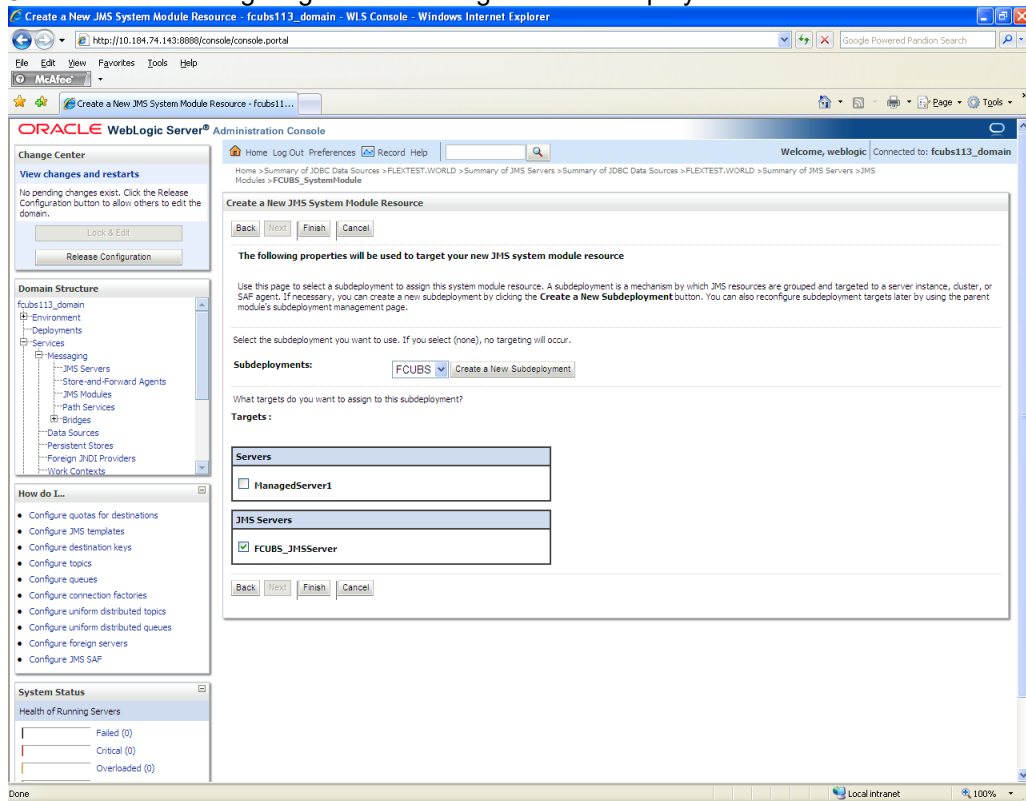 Create a New JMS System Module Resource - fcubs113_domain - WLS Console - Windows Internet Explorer
http://10.184.74.143:8888/console/console.portal
Google Powered Pandion Search
File Edit View Favorites Tools Help
McAfee
Create a New JMS System Module Resource - fcubs11...
Page Tools
ORACLE WebLogic Server® Administration Console
Change Center
View changes and restarts
No pending changes exist. Click the Release
Configuration button to allow others to edit the
domain.
Lock & Edit
Release Configuration
Domain Structure
fcubs113_domain
Environment
Deployments
Services
Messaging
JMS Servers
Store-and-Forward Agents
JMS Modules
Path Services
Bridges
Data Sources
Persistent Stores
Foreign JNDI Providers
Work Contexts
How do I...
Configure quotas for destinations
Configure JMS templates
Configure destination keys
Configure topics
Configure queues
Configure connection factories
Configure uniform distributed topics
Configure uniform distributed queues
Configure foreign servers
Configure JMS SAF
System Status
Health of Running Servers
Failed (0)
Critical (0)
Overloaded (0)
Home Log Out Preferences Record Help
Welcome, weblogic Connected to: fcubs113_domain
Home >Summary of JDBC Data Sources >FLEXTEST.WORLD >Summary of JMS Servers >Summary of JDBC Data Sources >FLEXTEST.WORLD >Summary of JMS Servers >JMS
Modules >FCUBS_SystemModule
Create a New JMS System Module Resource
Back Next Finish Cancel
The following properties will be used to target your new JMS system module resource
Use this page to select a subdeployment to assign this system module resource. A subdeployment is a mechanism by which JMS resources are grouped and targeted to a server instance, cluster, or
SAF agent. If necessary, you can create a new subdeployment by clicking the Create a New Subdeployment button. You can also reconfigure subdeployment targets later by using the parent
module's subdeployment management page.
Select the subdeployment you want to use. If you select (none), no targeting will occur.
Subdeployments: FCUBS Create a New Subdeployment
What targets do you want to assign to this subdeployment?
Targets :
Servers
ManagedServer1
JMS Servers
FCUBS_JMSServer
Back Next Finish Cancel
Done
Local intranet
100%